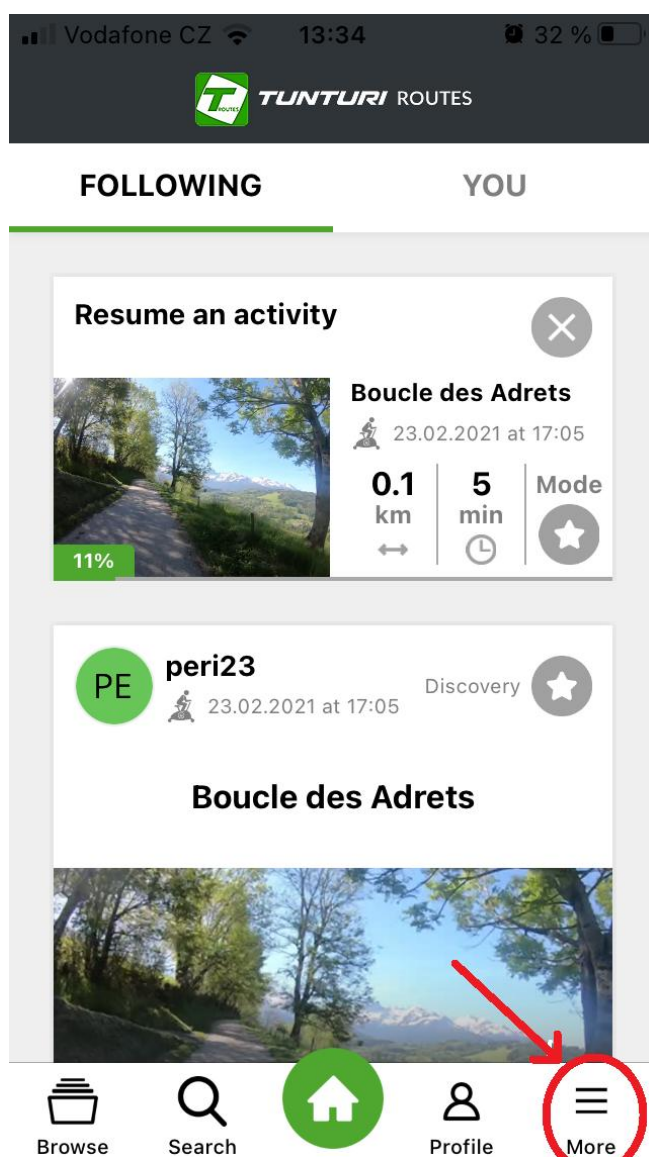 Vodafone CZ 13:34 32 %
TUNTURI ROUTES
FOLLOWING YOU
Resume an activity
Boucle des Adrets
23.02.2021 at 17:05
0.1 5 Mode
km min
11%
PE peri23 Discovery
23.02.2021 at 17:05
Boucle des Adrets
Browse Search Profile More